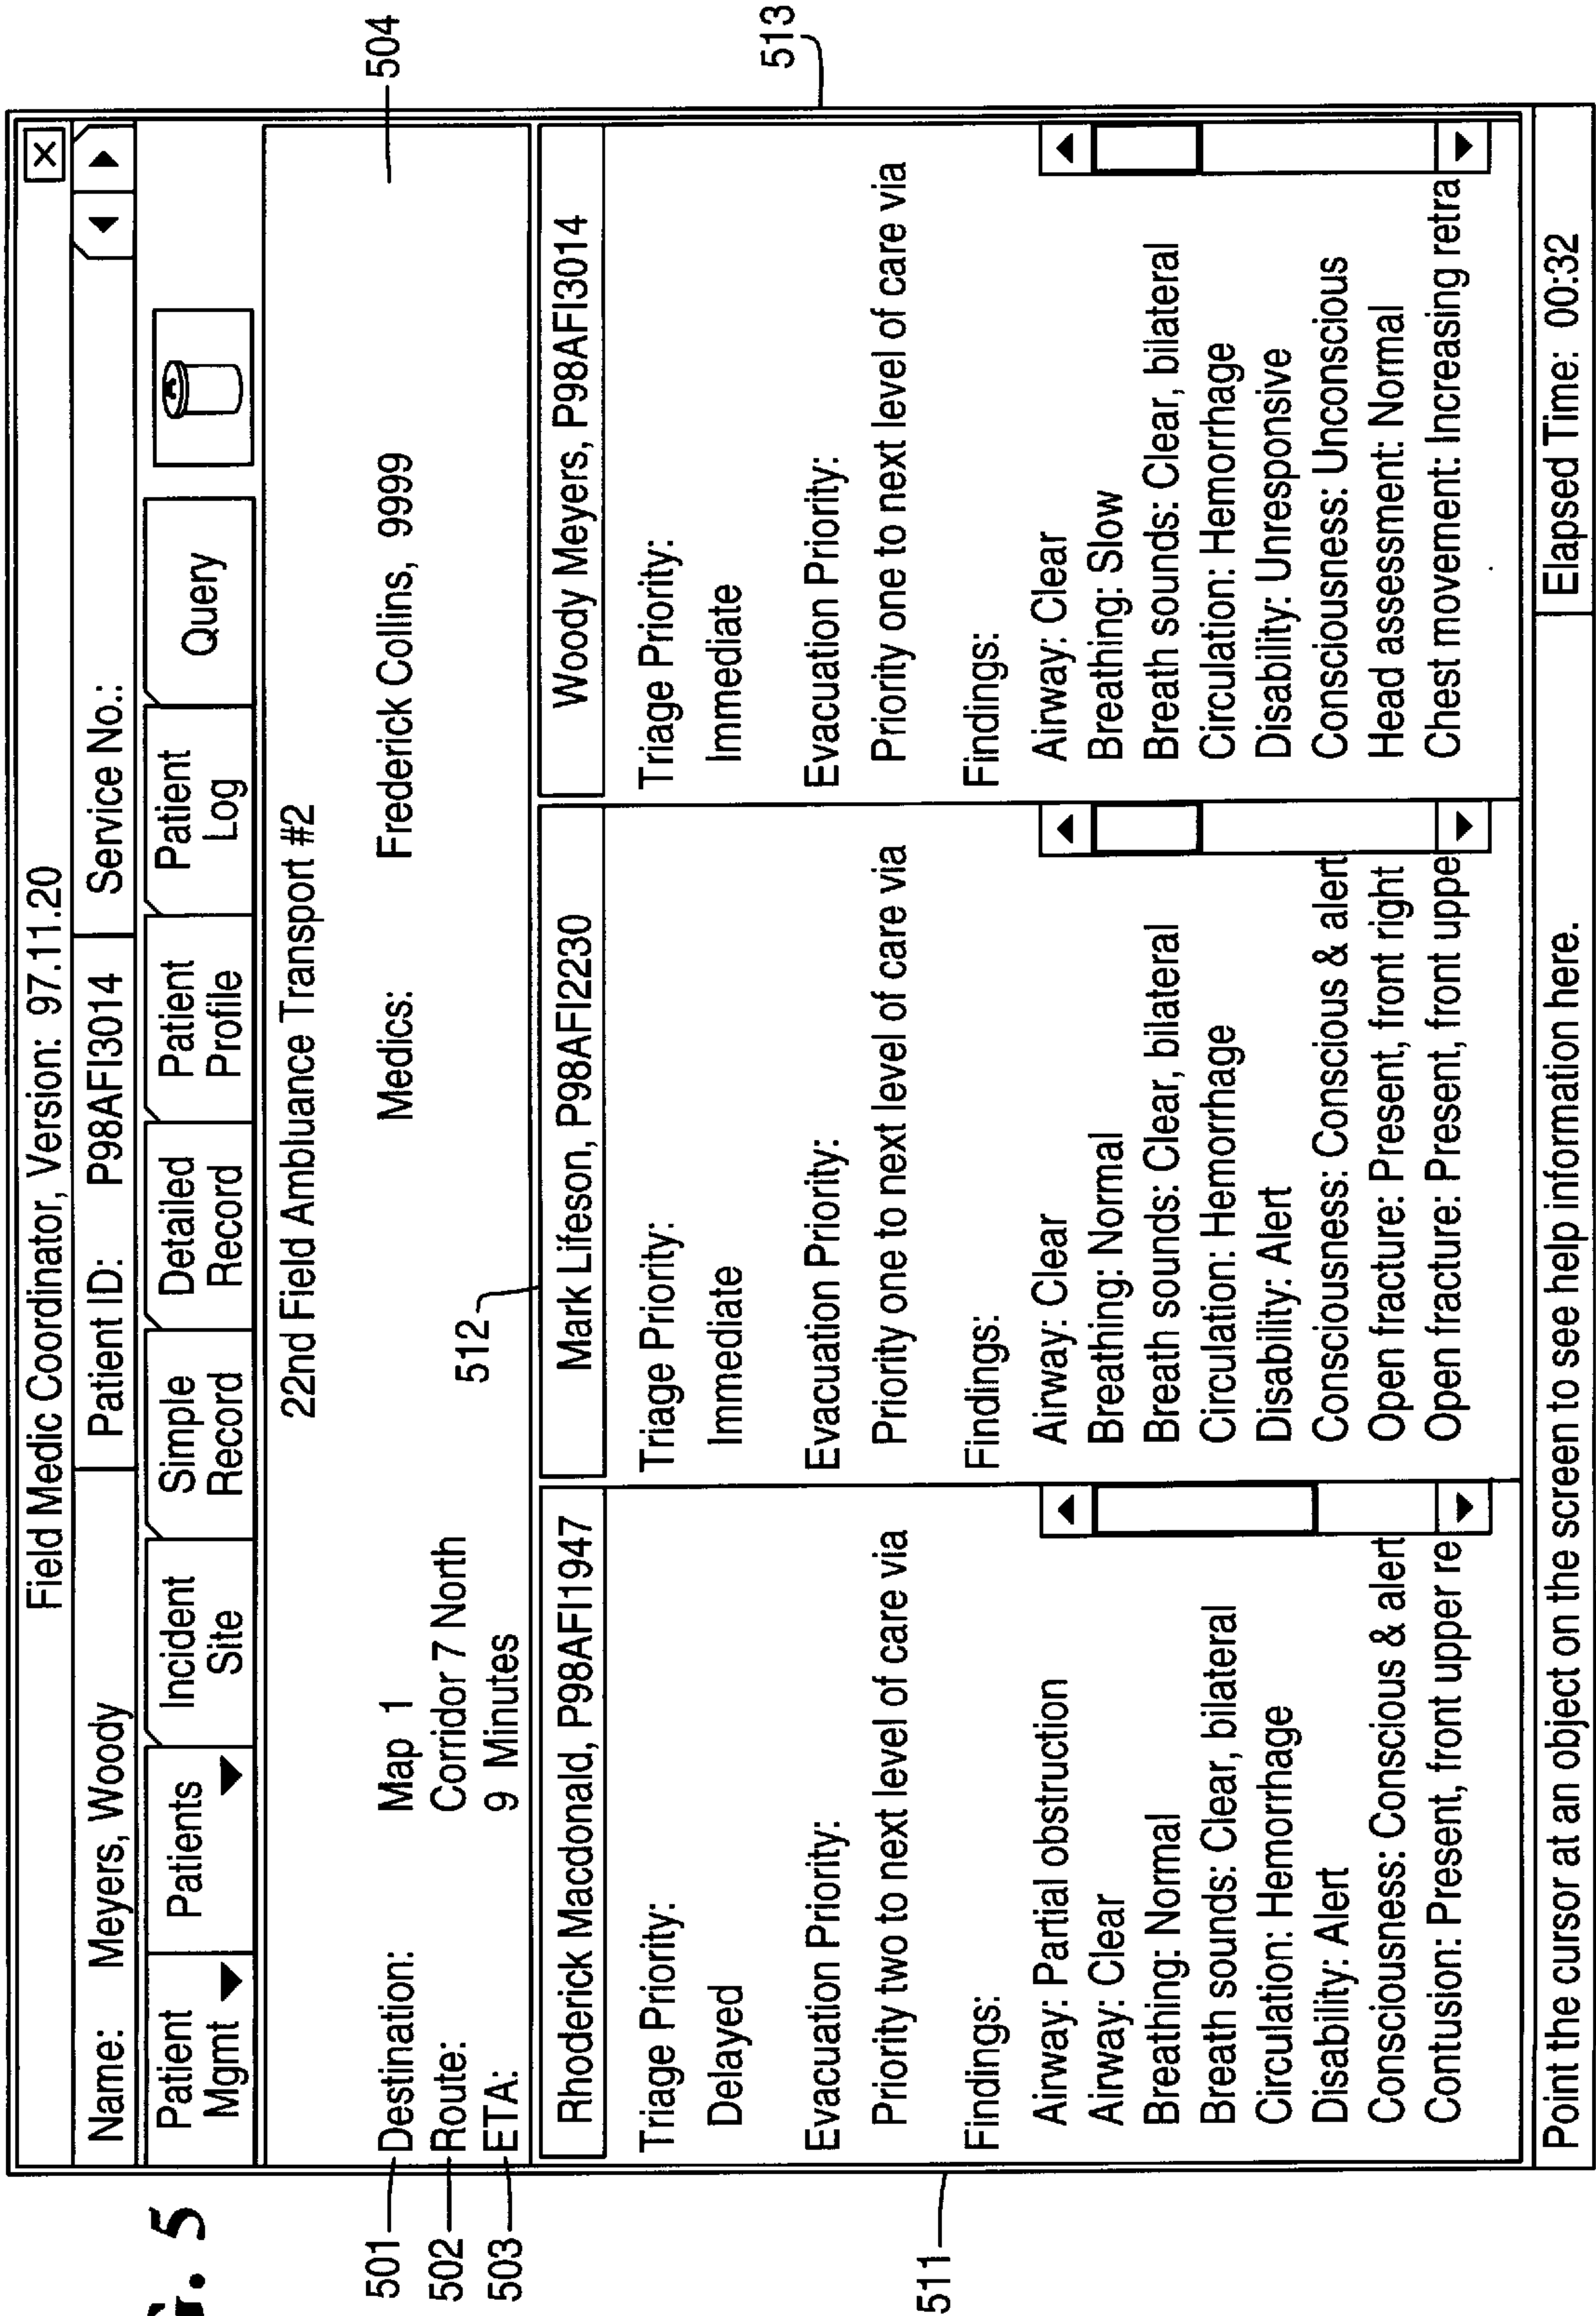 Fig. 5
Field Medic Coordinator, Version: 97.11.20
Name: Meyers, Woody Patient ID: P98AFI3014 Service No.:
Patient Mgmt
Patients
Incident Site
Simple Record
Detailed Record
Patient Profile
Patient Log
Query
22nd Field Ambluance Transport #2
501 Destination: Map 1 Medics: Frederick Collins, 9999 504
502 Route: Corridor 7 North
503 ETA: 9 Minutes
512
513
511
Rhoderick Macdonald, P98AFI1947
Triage Priority:
Delayed
Evacuation Priority:
Priority two to next level of care via
Findings:
Airway: Partial obstruction
Airway: Clear
Breathing: Normal
Breath sounds: Clear, bilateral
Circulation: Hemorrhage
Disability: Alert
Consciousness: Conscious & alert
Contusion: Present, front upper re
Mark Lifeson, P98AFI2230
Triage Priority:
Immediate
Evacuation Priority:
Priority one to next level of care via
Findings:
Airway: Clear
Breathing: Normal
Breath sounds: Clear, bilateral
Circulation: Hemorrhage
Disability: Alert
Consciousness: Conscious & alert
Open fracture: Present, front right
Open fracture: Present, front uppe
Woody Meyers, P98AFI3014
Triage Priority:
Immediate
Evacuation Priority:
Priority one to next level of care via
Findings:
Airway: Clear
Breathing: Slow
Breath sounds: Clear, bilateral
Circulation: Hemorrhage
Disability: Unresponsive
Consciousness: Unconscious
Head assessment: Normal
Chest movement: Increasing retra
Point the cursor at an object on the screen to see help information here. Elapsed Time: 00:32